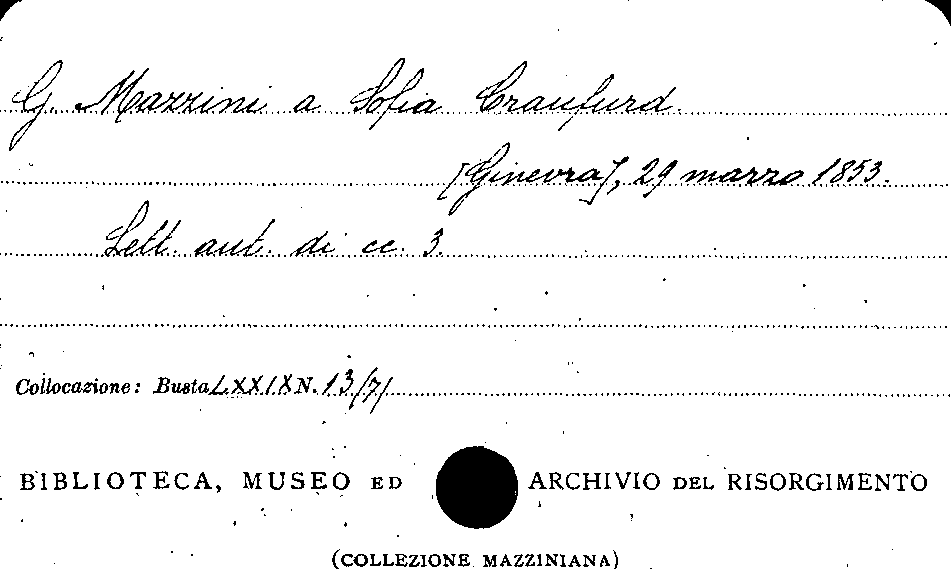 G. Mazzini a Sofia Craufurd.
[Ginevra], 29 marzo 1853.
Lett. aut. di cc. 3.
Collocazione: Busta LXXIX N. 13/7/
BIBLIOTECA, MUSEO ED ARCHIVIO DEL RISORGIMENTO
(COLLEZIONE MAZZINIANA)